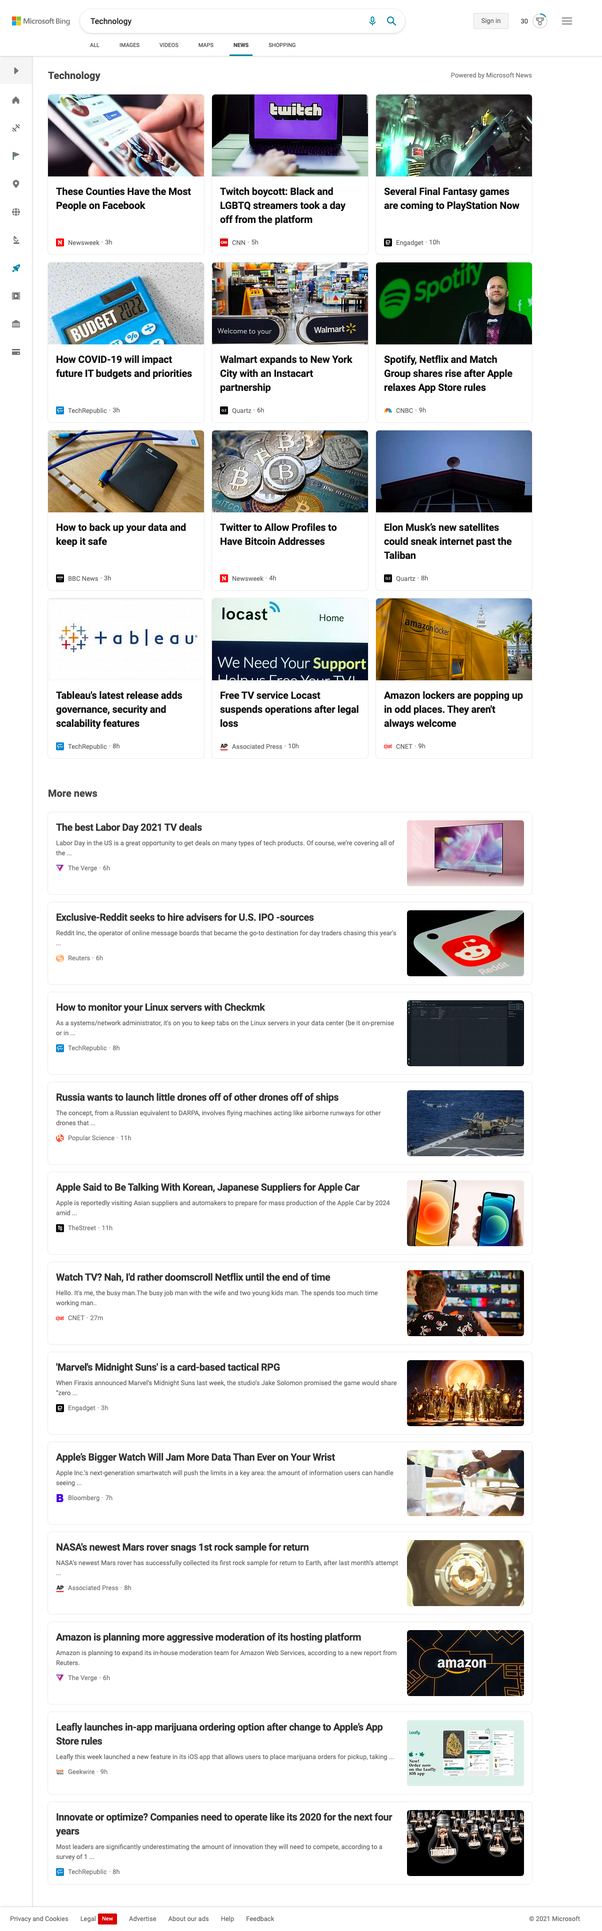 Microsoft Bing
Technology
Sign in
30
ALL
IMAGES
VIDEOS
MAPS
NEWS
SHOPPING
Technology
Powered by Microsoft News
These Counties Have the Most
People on Facebook
Newsweek · 3h
twitch
Twitch boycott: Black and
LGBTQ streamers took a day
off from the platform
CNN · 5h
Several Final Fantasy games
are coming to PlayStation Now
Engadget · 10h
BUDGET 2022
How COVID-19 will impact
future IT budgets and priorities
TechRepublic · 3h
Welcome to your
Walmart
Walmart expands to New York
City with an Instacart
partnership
Quartz · 6h
Spotify
Spotify, Netflix and Match
Group shares rise after Apple
relaxes App Store rules
CNBC · 9h
How to back up your data and
keep it safe
BBC News · 3h
Twitter to Allow Profiles to
Have Bitcoin Addresses
Newsweek · 4h
Elon Musk's new satellites
could sneak internet past the
Taliban
Quartz · 8h
tableau
Tableau's latest release adds
governance, security and
scalability features
TechRepublic · 8h
locast
Home
We Need Your Support
Help us Free Your TV!
Free TV service Locast
suspends operations after legal
loss
Associated Press · 10h
amazon locker
Amazon lockers are popping up
in odd places. They aren't
always welcome
CNET · 9h
More news
The best Labor Day 2021 TV deals
Labor Day in the US is a great opportunity to get deals on many types of tech products. Of course, we're covering all of
the ...
The Verge · 6h
Exclusive-Reddit seeks to hire advisers for U.S. IPO -sources
Reddit Inc, the operator of online message boards that became the go-to destination for day traders chasing this year's
...
Reuters · 6h
Reddit
How to monitor your Linux servers with Checkmk
As a systems/network administrator, it's on you to keep tabs on the Linux servers in your data center (be it on-premise
or in ...
TechRepublic · 8h
Russia wants to launch little drones off of other drones off of ships
The concept, from a Russian equivalent to DARPA, involves flying machines acting like airborne runways for other
drones that ...
Popular Science · 11h
Apple Said to Be Talking With Korean, Japanese Suppliers for Apple Car
Apple is reportedly visiting Asian suppliers and automakers to prepare for mass production of the Apple Car by 2024
amid ...
TheStreet · 11h
Watch TV? Nah, I'd rather doomscroll Netflix until the end of time
Hello. It's me, the busy man.The busy job man with the wife and two young kids man. The spends too much time
working man..
CNET · 27m
'Marvel's Midnight Suns' is a card-based tactical RPG
When Firaxis announced Marvel's Midnight Suns last week, the studio's Jake Solomon promised the game would share
"zero ...
Engadget · 3h
Apple's Bigger Watch Will Jam More Data Than Ever on Your Wrist
Apple Inc.'s next-generation smartwatch will push the limits in a key area: the amount of information users can handle
seeing ...
Bloomberg · 7h
NASA's newest Mars rover snags 1st rock sample for return
NASA's newest Mars rover has successfully collected its first rock sample for return to Earth, after last month's attempt
...
Associated Press · 8h
Amazon is planning more aggressive moderation of its hosting platform
Amazon is planning to expand its in-house moderation team for Amazon Web Services, according to a new report from
Reuters.
The Verge · 6h
amazon
Leafly launches in-app marijuana ordering option after change to Apple's App
Store rules
Leafly this week launched a new feature in its iOS app that allows users to place marijuana orders for pickup, taking ...
Geekwire · 9h
Leafly
New!
Order now
on the Leafly
iOS app
Innovate or optimize? Companies need to operate like its 2020 for the next four
years
Most leaders are significantly underestimating the amount of innovation they will need to compete, according to a
survey of 1 ...
TechRepublic · 8h
Privacy and Cookies
Legal
New
Advertise
About our ads
Help
Feedback
© 2021 Microsoft